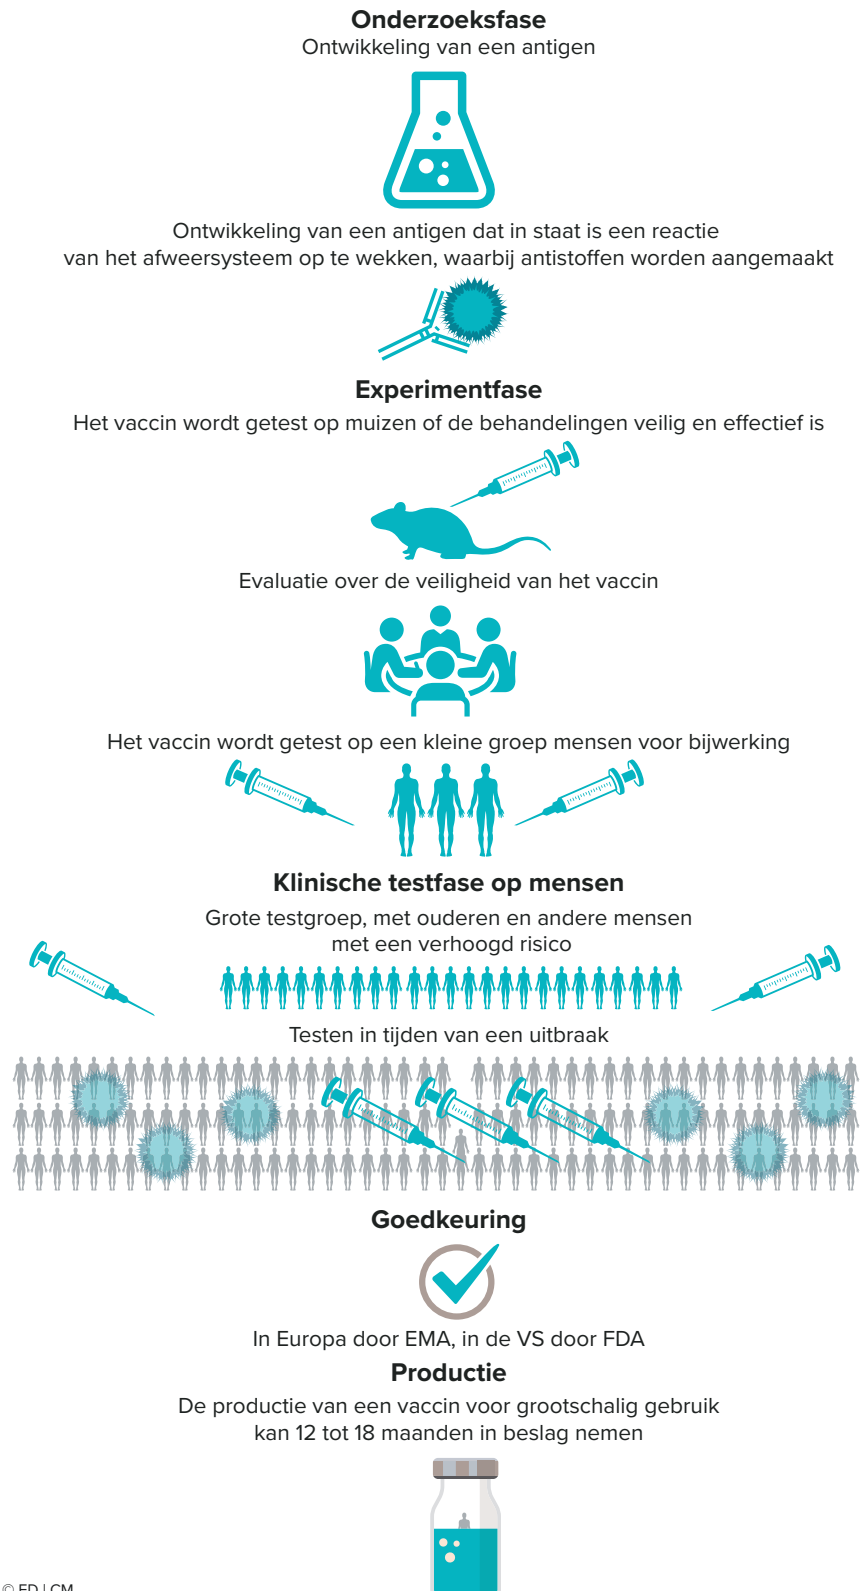 Onderzoeksfase
Ontwikkeling van een antigen
Ontwikkeling van een antigen dat in staat is een reactie
van het afweersysteem op te wekken, waarbij antistoffen worden aangemaakt
Experimentfase
Het vaccin wordt getest op muizen of de behandelingen veilig en effectief is
Evaluatie over de veiligheid van het vaccin
Het vaccin wordt getest op een kleine groep mensen voor bijwerking
Klinische testfase op mensen
Grote testgroep, met ouderen en andere mensen
met een verhoogd risico
Testen in tijden van een uitbraak
Goedkeuring
In Europa door EMA, in de VS door FDA
Productie
De productie van een vaccin voor grootschalig gebruik
kan 12 tot 18 maanden in beslag nemen
© ED | CM